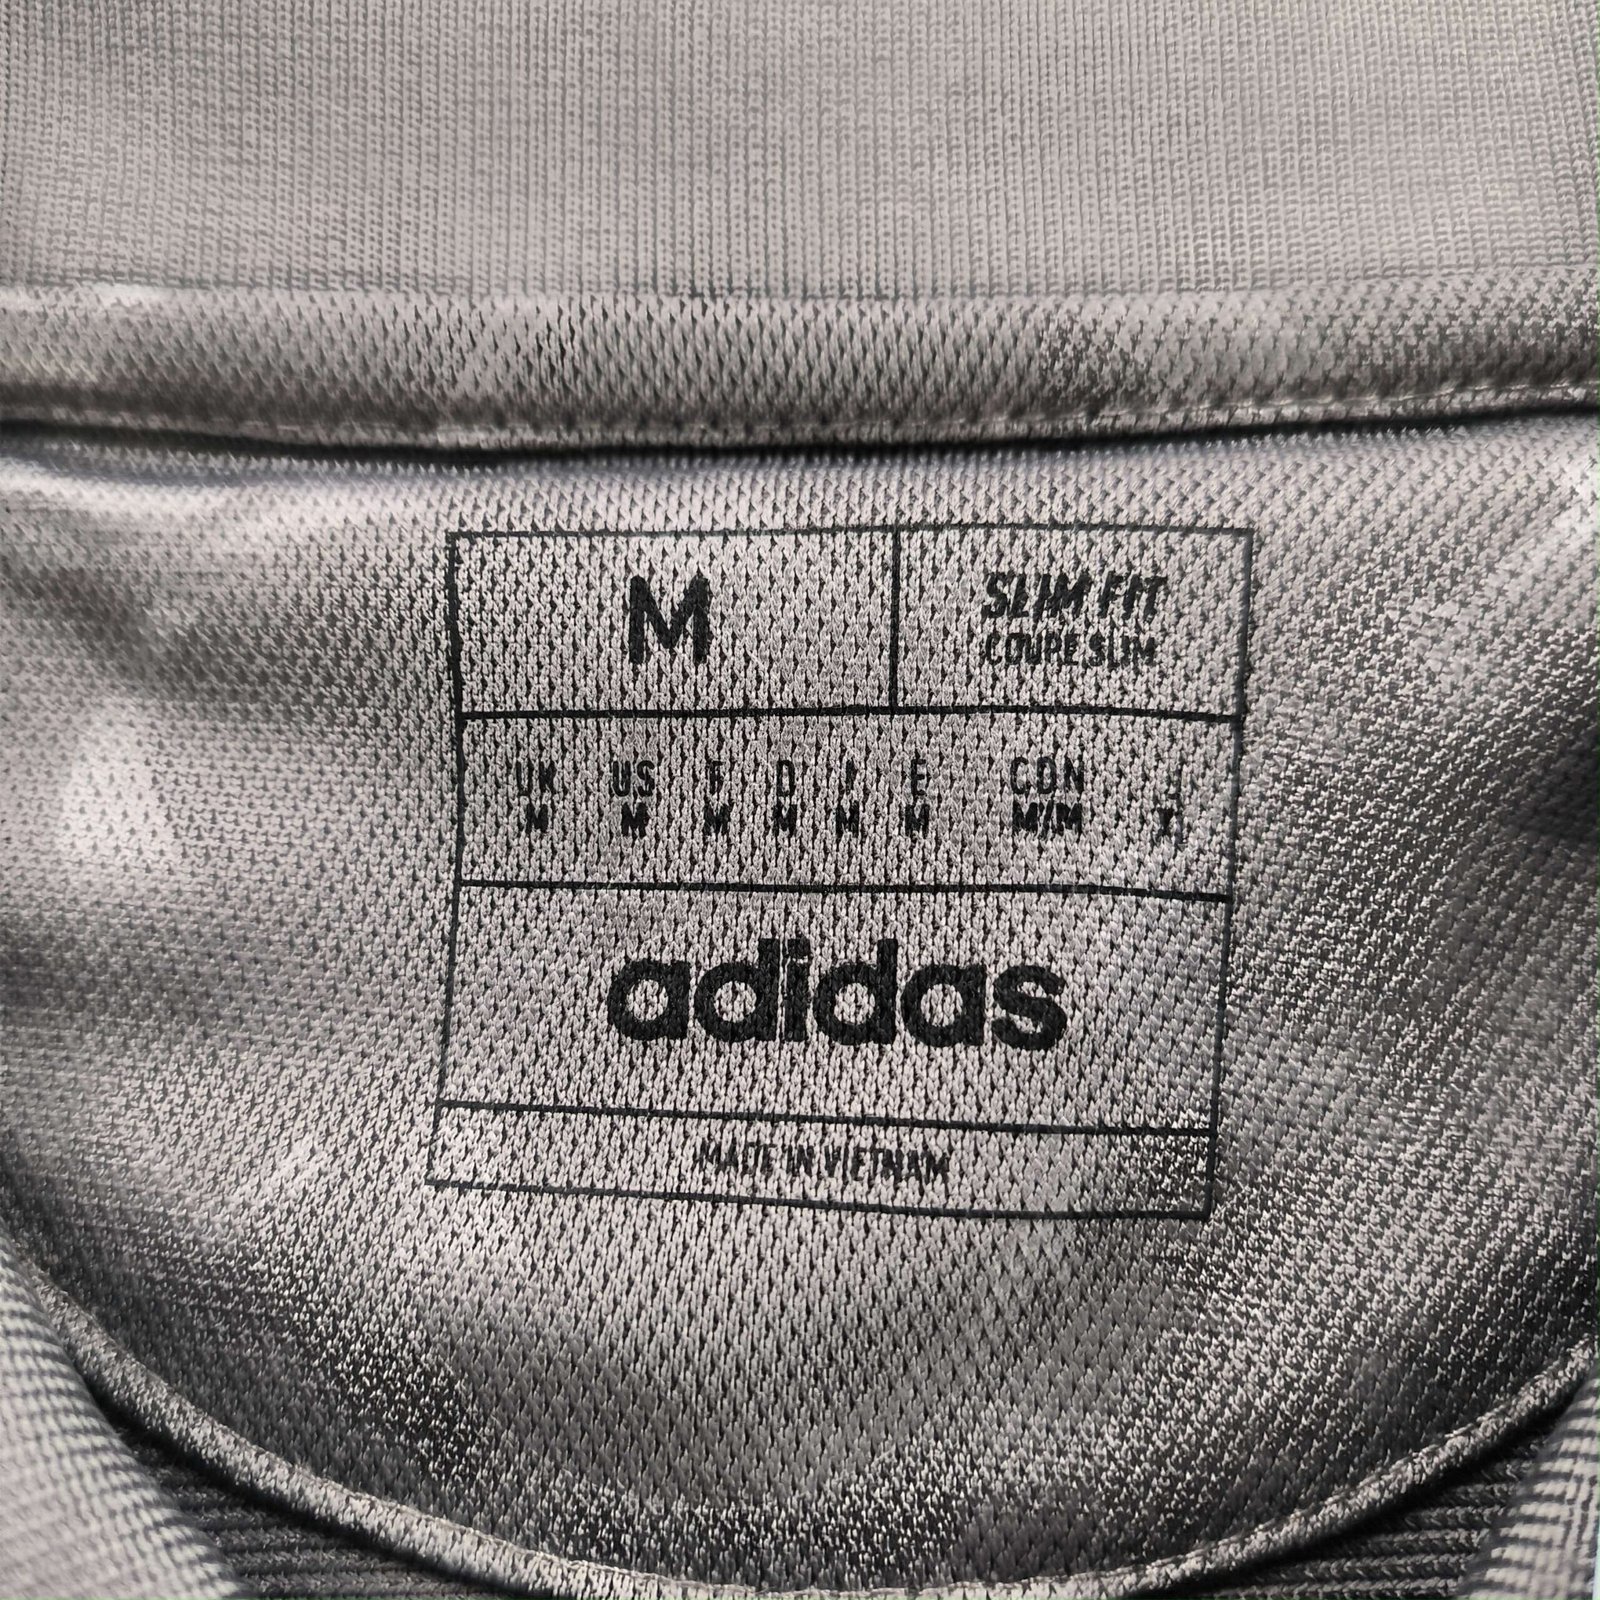 M
SLIM FIT
COUPE SLIM
UK US F D I E CDN J
M M M M M M M/M
adidas
MADE IN VIETNAM